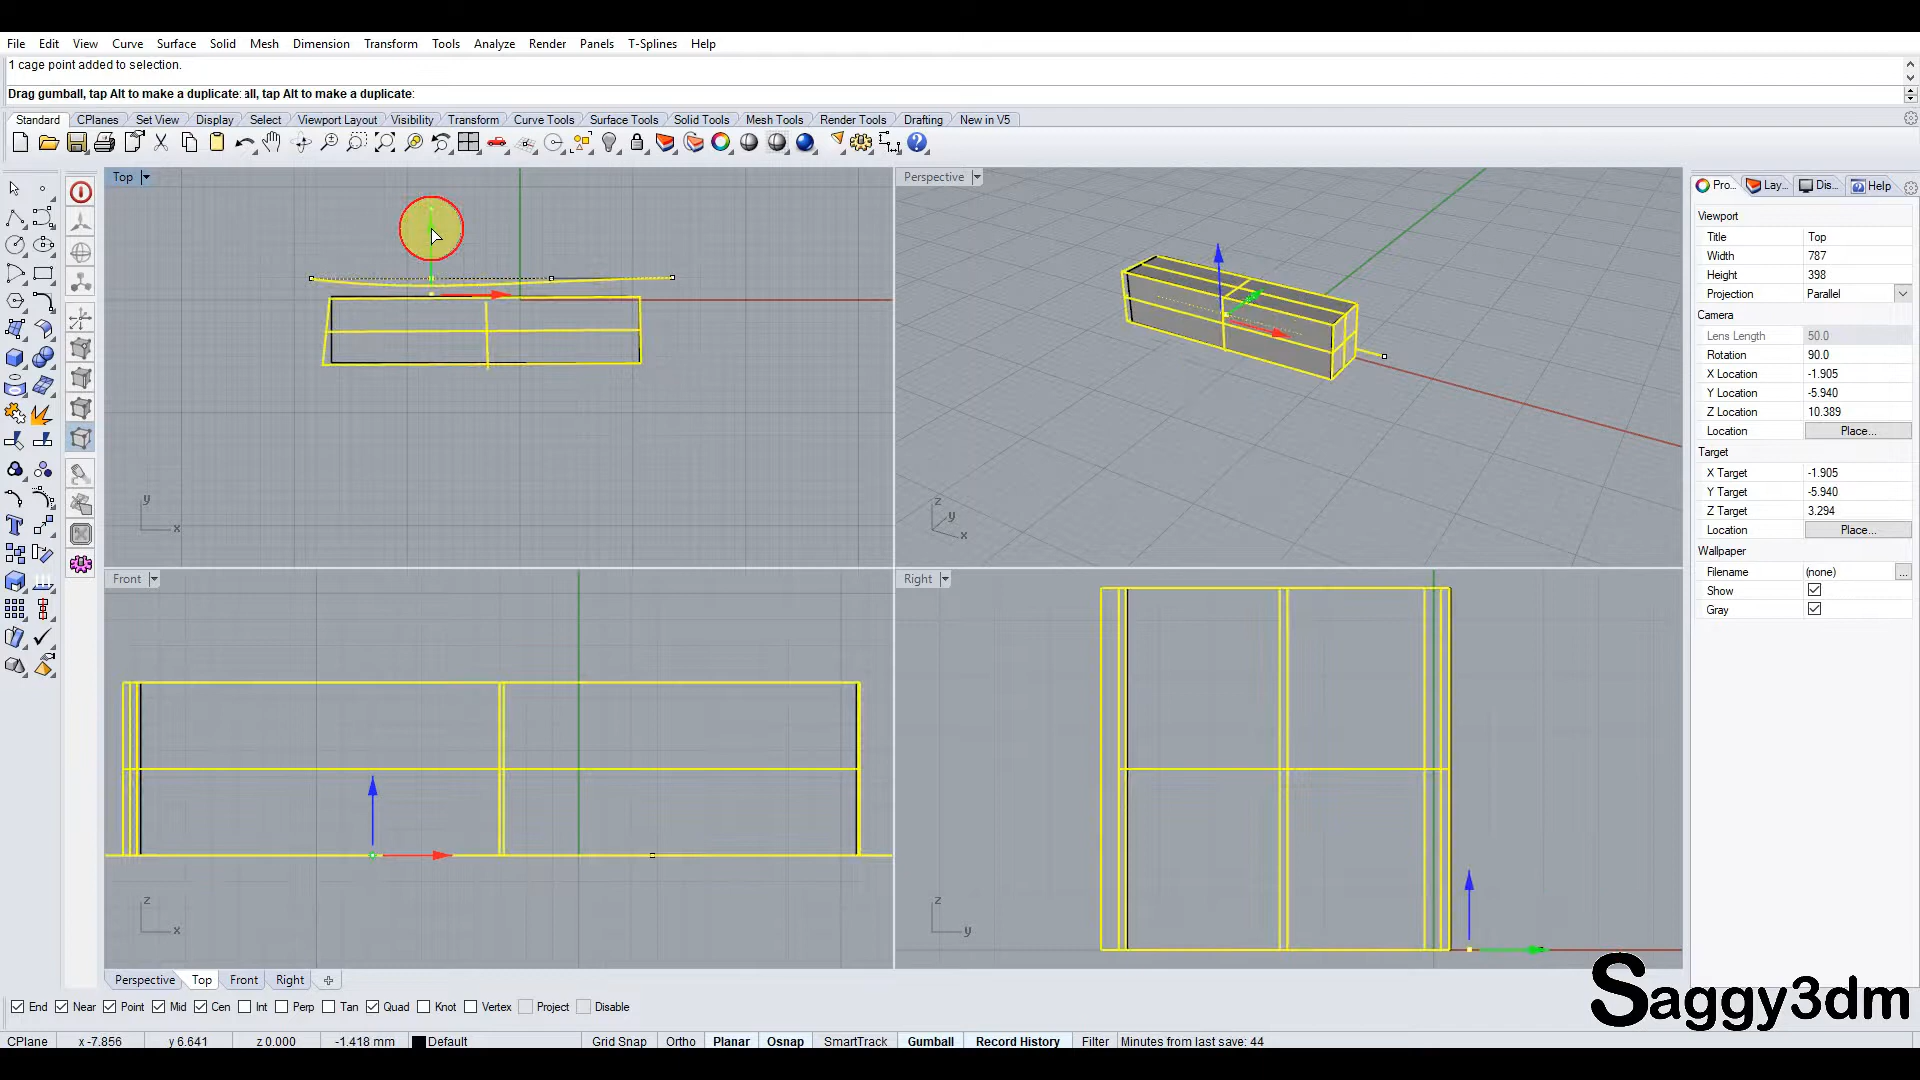 File Edit View Curve Surface Solid Mesh Dimension Transform Tools Analyze Render Panels T-Splines Help
1 cage point added to selection.
Drag gumball, tap Alt to make a duplicate: all, tap Alt to make a duplicate:
Standard CPlanes Set View Display Select Viewport Layout Visibility Transform Curve Tools Surface Tools Solid Tools Mesh Tools Render Tools Drafting New in V5
Top
Perspective
Pro... Lay... Dis... Help
Viewport
Title Top
Width 787
Height 398
Projection Parallel
Camera
Lens Length 50.0
Rotation 90.0
X Location -1.905
Y Location -5.940
Z Location 10.389
Location Place...
Target
X Target -1.905
Y Target -5.940
Z Target 3.294
Location Place...
Wallpaper
Filename (none) ...
Show
Gray
y
x
z
y
x
Front
Right
z
x
z
y
Perspective Top Front Right
End Near Point Mid Cen Int Perp Tan Quad Knot Vertex Project Disable
CPlane x -7.856 y 6.641 z 0.000 -1.418 mm Default Grid Snap Ortho Planar Osnap SmartTrack Gumball Record History Filter Minutes from last save: 44
Saggy3dm